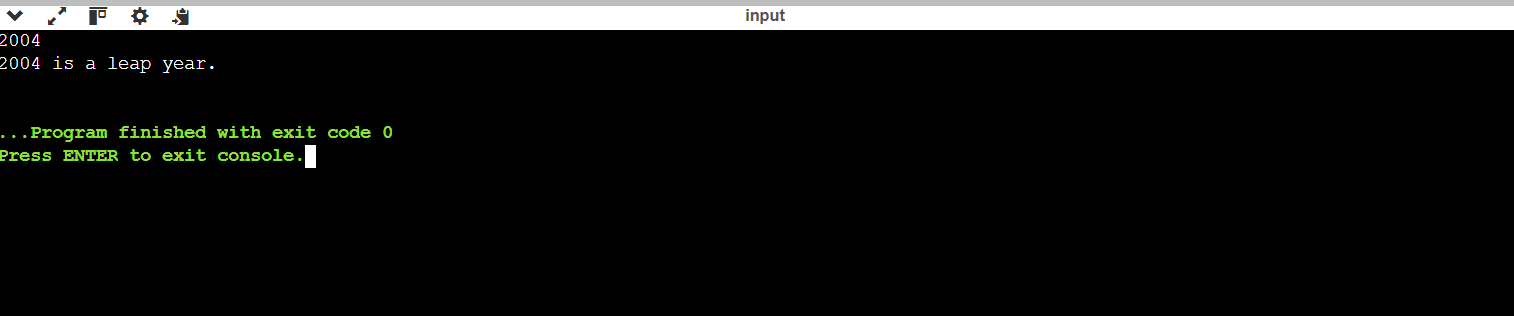 input
2004
2004 is a leap year.
...Program finished with exit code 0
Press ENTER to exit console.